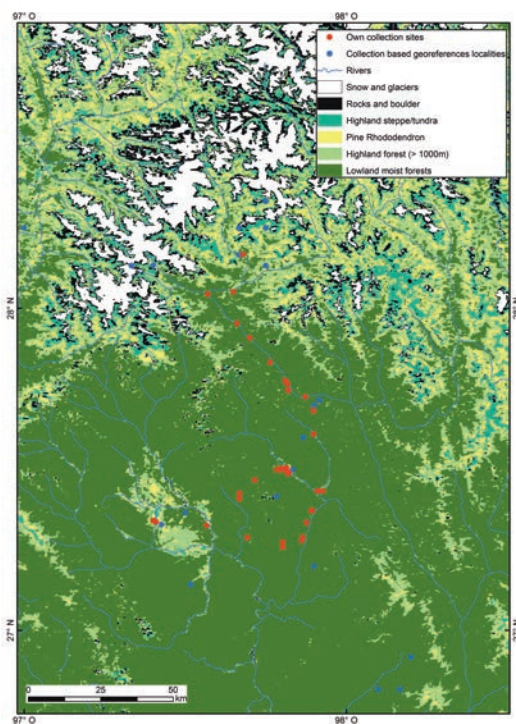 97° O
98° O
Own collection sites
Collection based georeferences localities
Rivers
Snow and glaciers
Rocks and boulder
Highland steppe/tundra
Pine Rhododendron
Highland forest (> 1000m)
Lowland moist forests
28° N
28° N
27° N
27° N
0 25 50
km
97° O
98° O